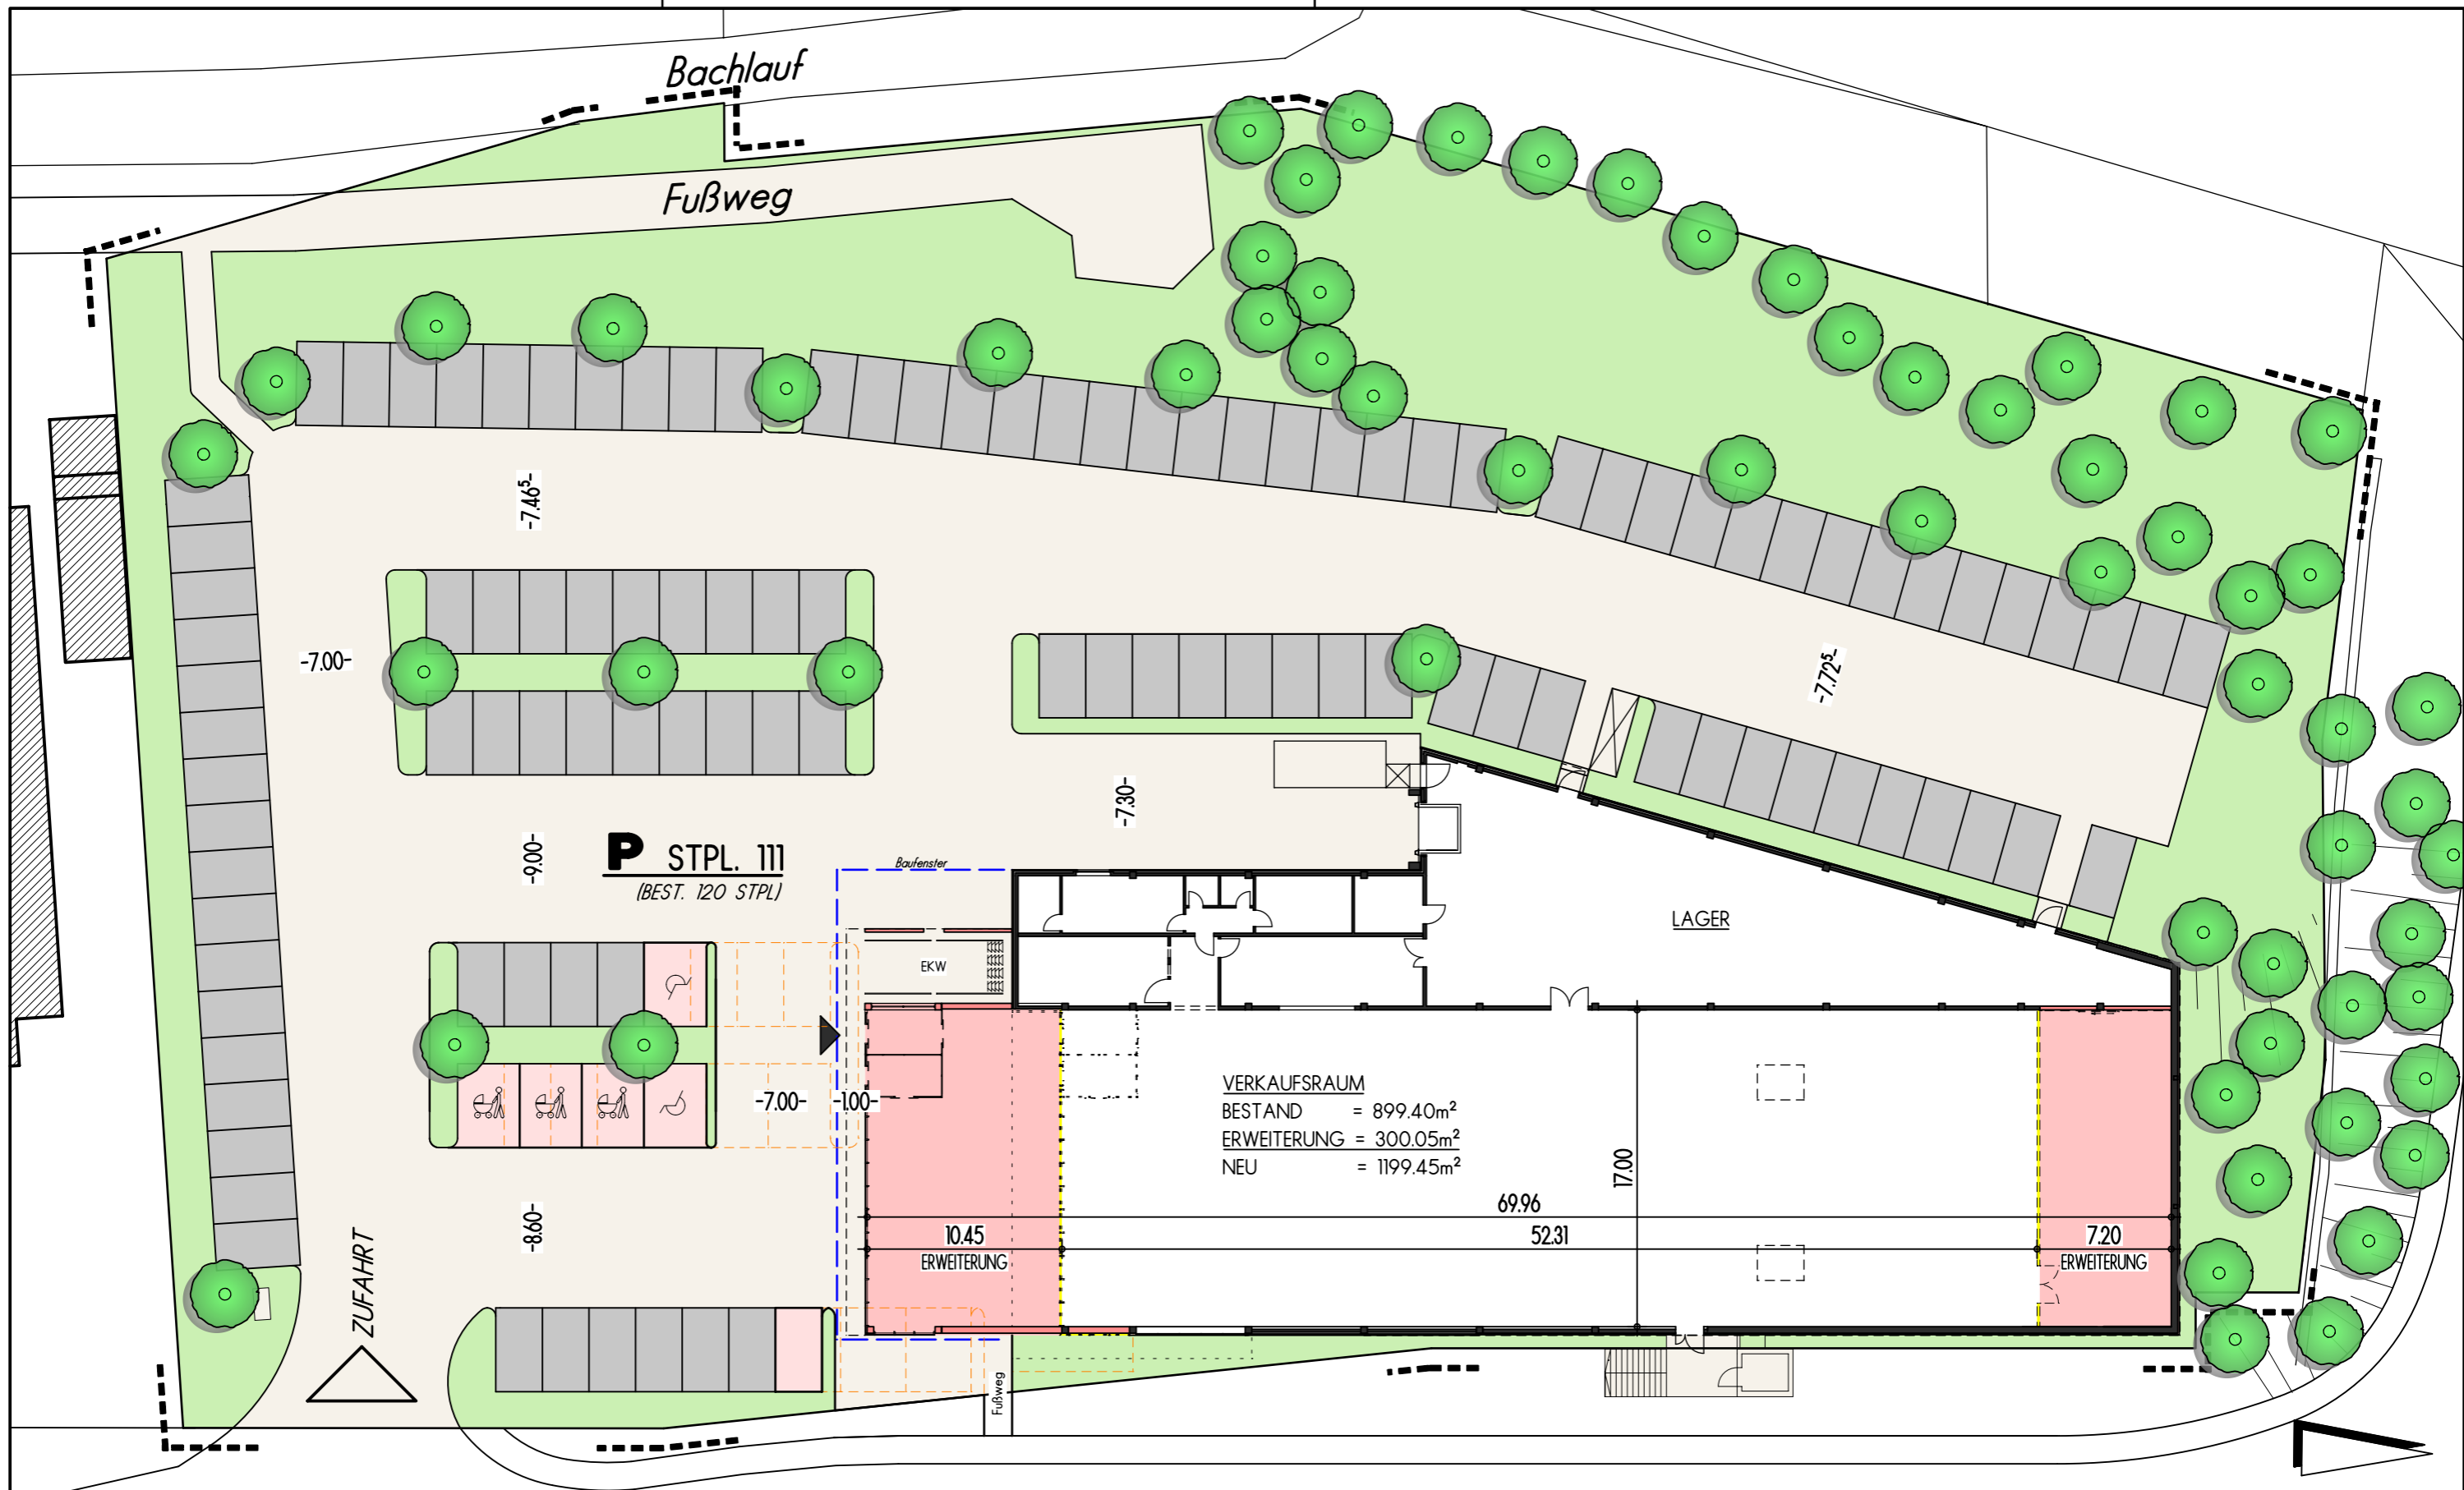 Bachlauf
Fußweg
-7.46⁵-
-7.00-
-7.72⁵-
-7.30-
-9.00-
P STPL. 111
(BEST. 120 STPL)
Baufenster
LAGER
EKW
-7.00-
-1.00-
VERKAUFSRAUM
BESTAND = 899.40m²
ERWEITERUNG = 300.05m²
NEU = 1199.45m²
17.00
69.96
10.45
ERWEITERUNG
52.31
7.20
ERWEITERUNG
-8.60-
ZUFAHRT
Fußweg